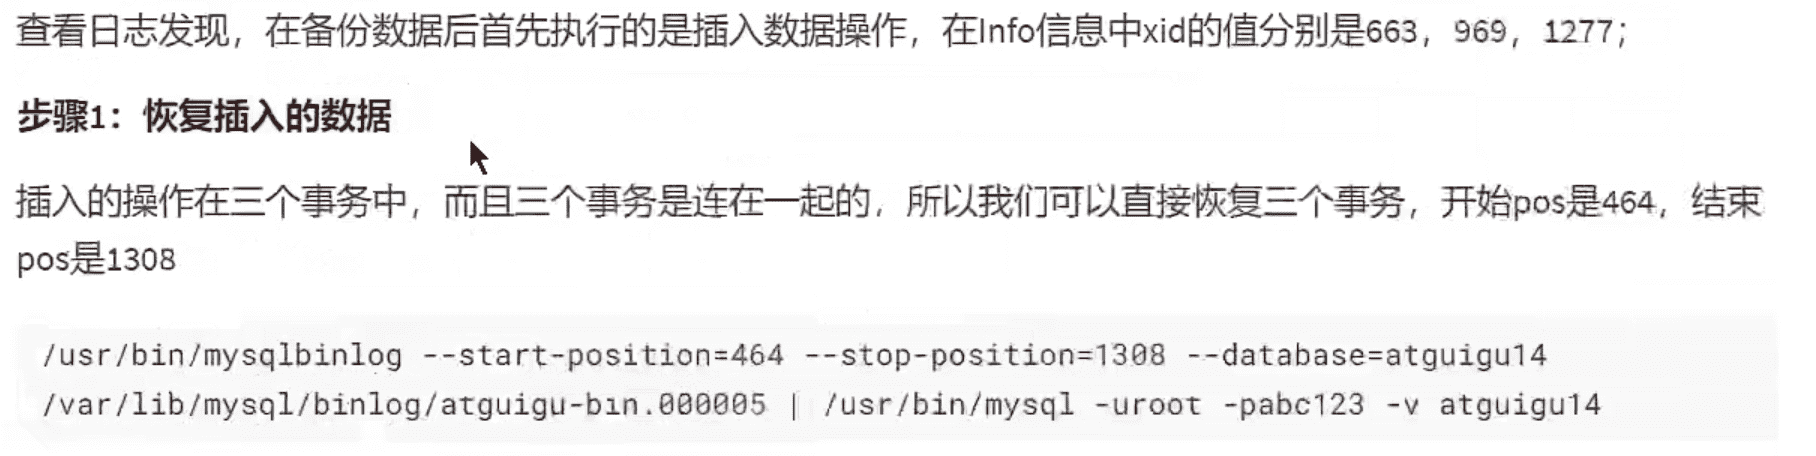 查看日志发现，在备份数据后首先执行的是插入数据操作，在Info信息中xid的值分别是663，969，1277；
步骤1：恢复插入的数据
插入的操作在三个事务中，而且三个事务是连在一起的，所以我们可以直接恢复三个事务，开始pos是464，结束
pos是1308
/usr/bin/mysqlbinlog --start-position=464 --stop-position=1308 --database=atguigu14
/var/lib/mysql/binlog/atguigu-bin.000005 | /usr/bin/mysql -uroot -pabc123 -v atguigu14